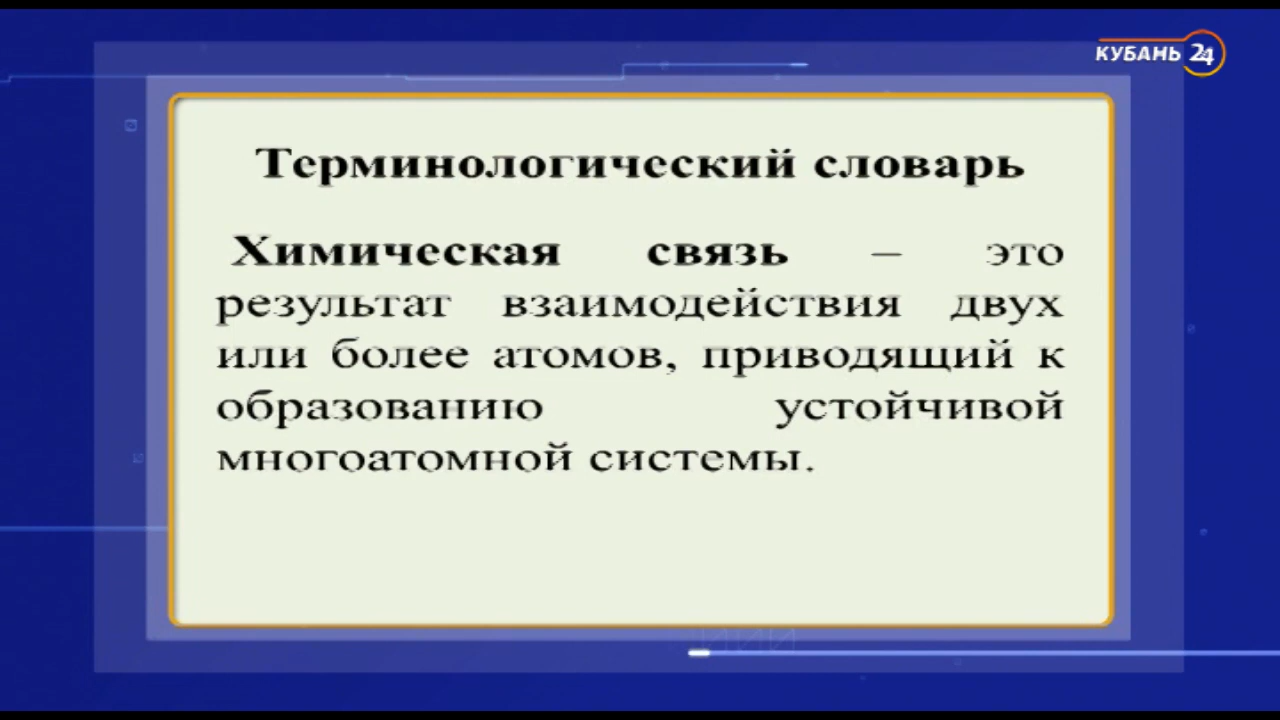 КУБАНЬ 24
Терминологический словарь
Химическая связь – это
результат взаимодействия двух
или более атомов, приводящий к
образованию устойчивой
многоатомной системы.